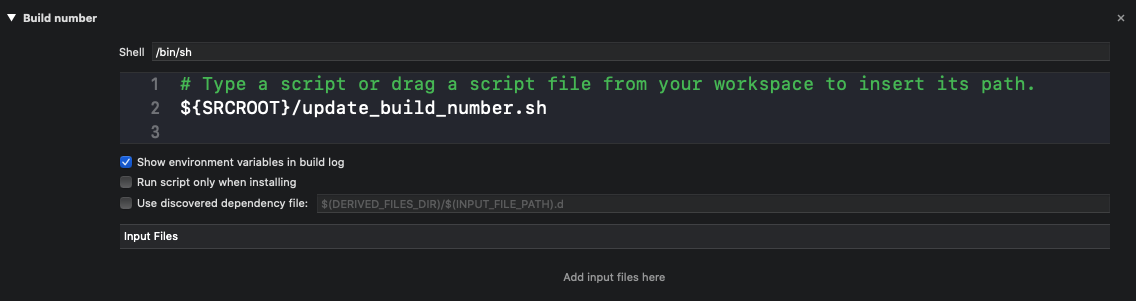 Build number
Shell /bin/sh
1 # Type a script or drag a script file from your workspace to insert its path.
2 ${SRCROOT}/update_build_number.sh
3
Show environment variables in build log
Run script only when installing
Use discovered dependency file: $(DERIVED_FILES_DIR)/$(INPUT_FILE_PATH).d
Input Files
Add input files here